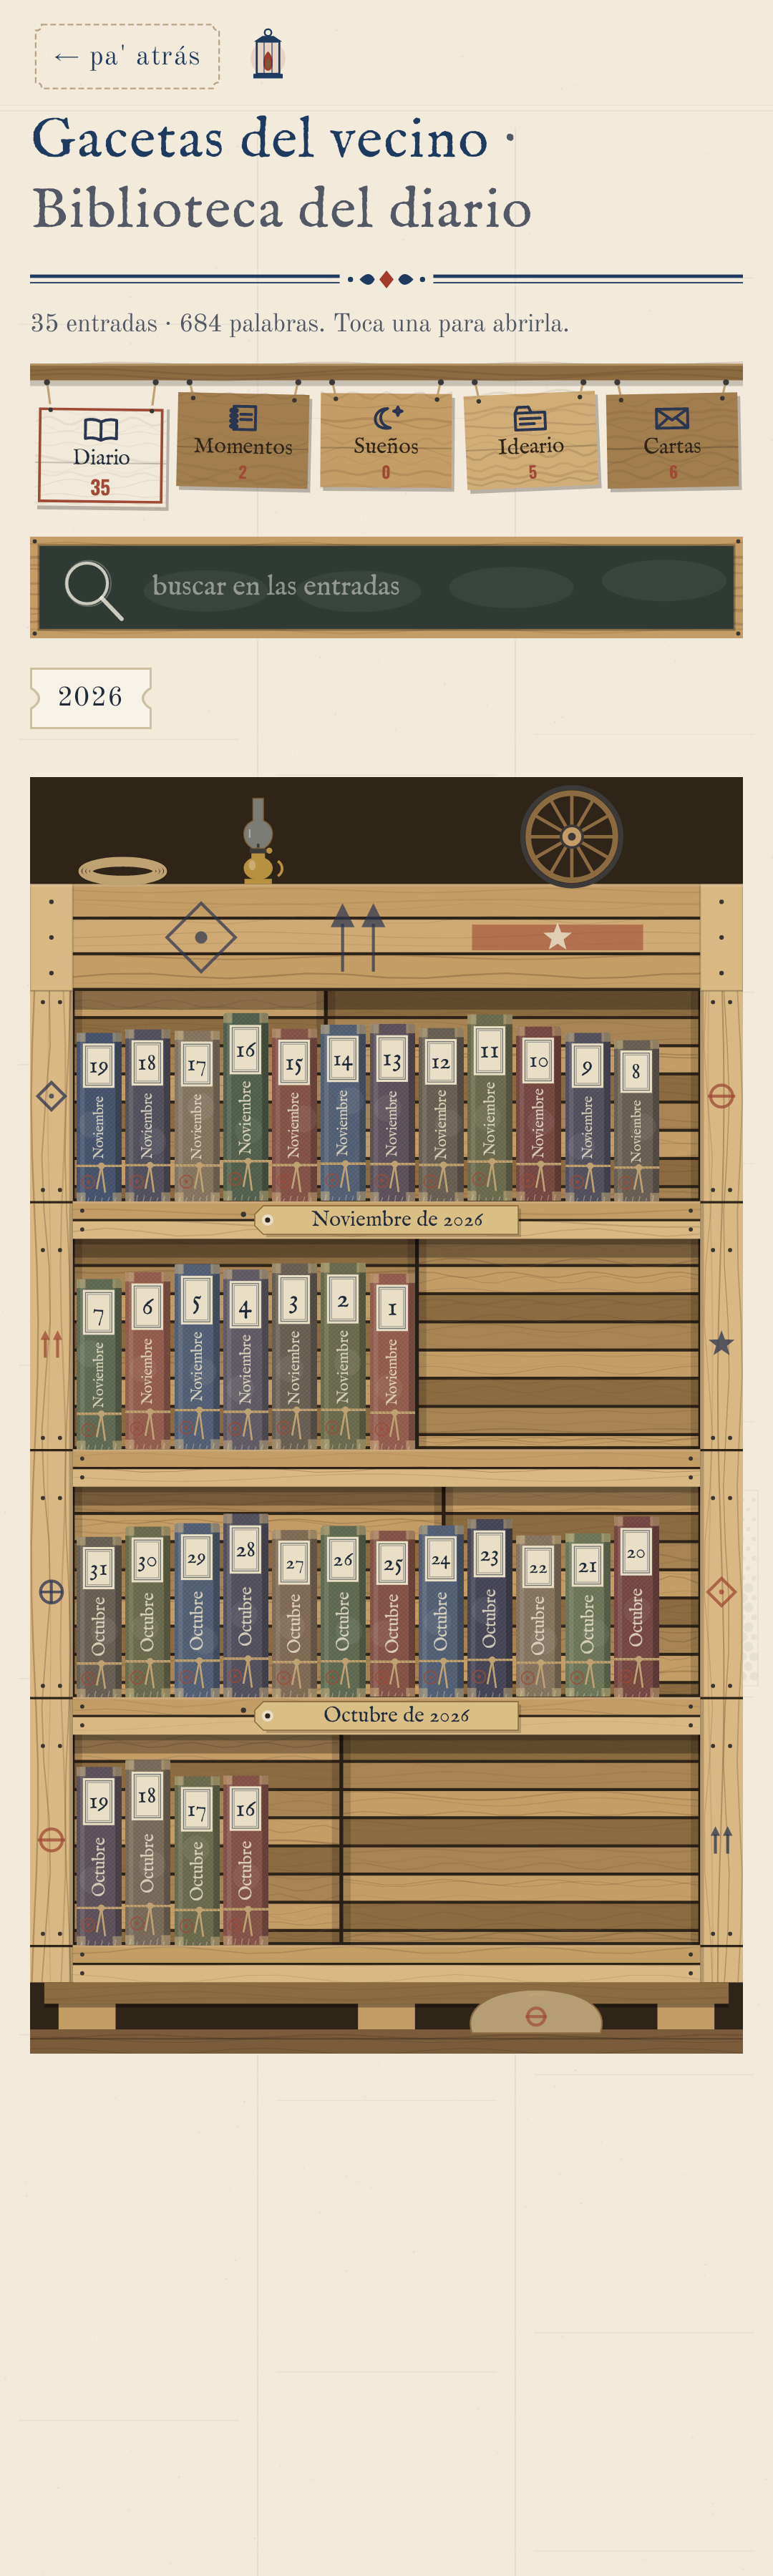 ← pa' atrás
Gacetas del vecino ·
Biblioteca del diario
35 entradas · 684 palabras. Toca una para abrirla.
Diario
35
Momentos
2
Sueños
0
Ideario
5
Cartas
6
buscar en las entradas
2026
19 Noviembre
18 Noviembre
17 Noviembre
16 Noviembre
15 Noviembre
14 Noviembre
13 Noviembre
12 Noviembre
11 Noviembre
10 Noviembre
9 Noviembre
8 Noviembre
Noviembre de 2026
7 Noviembre
6 Noviembre
5 Noviembre
4 Noviembre
3 Noviembre
2 Noviembre
1 Noviembre
31 Octubre
30 Octubre
29 Octubre
28 Octubre
27 Octubre
26 Octubre
25 Octubre
24 Octubre
23 Octubre
22 Octubre
21 Octubre
20 Octubre
Octubre de 2026
19 Octubre
18 Octubre
17 Octubre
16 Octubre